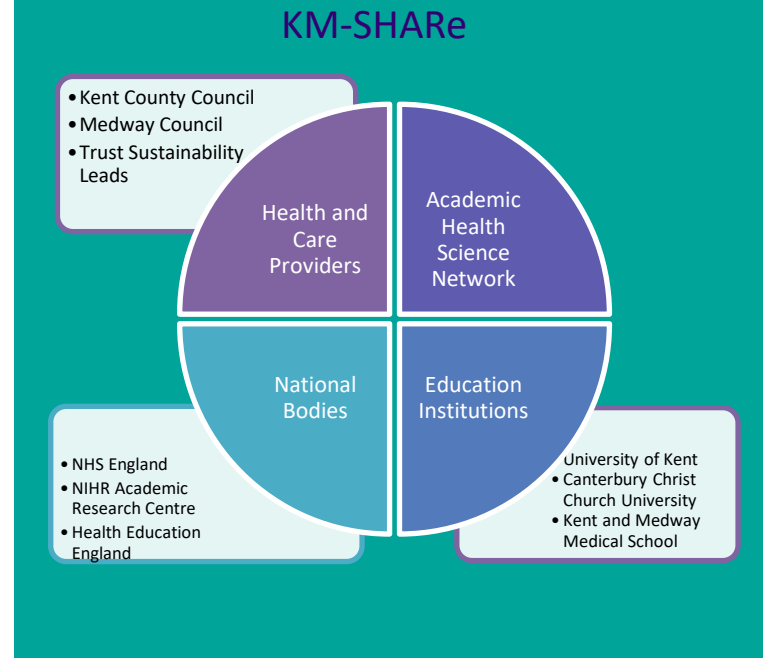 KM-SHARe
•Kent County Council
•Medway Council
•Trust Sustainability
Leads
Health and
Care
Providers
Academic
Health
Science
Network
National
Bodies
Education
Institutions
• NHS England
• NIHR Academic
Research Centre
• Health Education
England
University of Kent
• Canterbury Christ
Church University
• Kent and Medway
Medical School